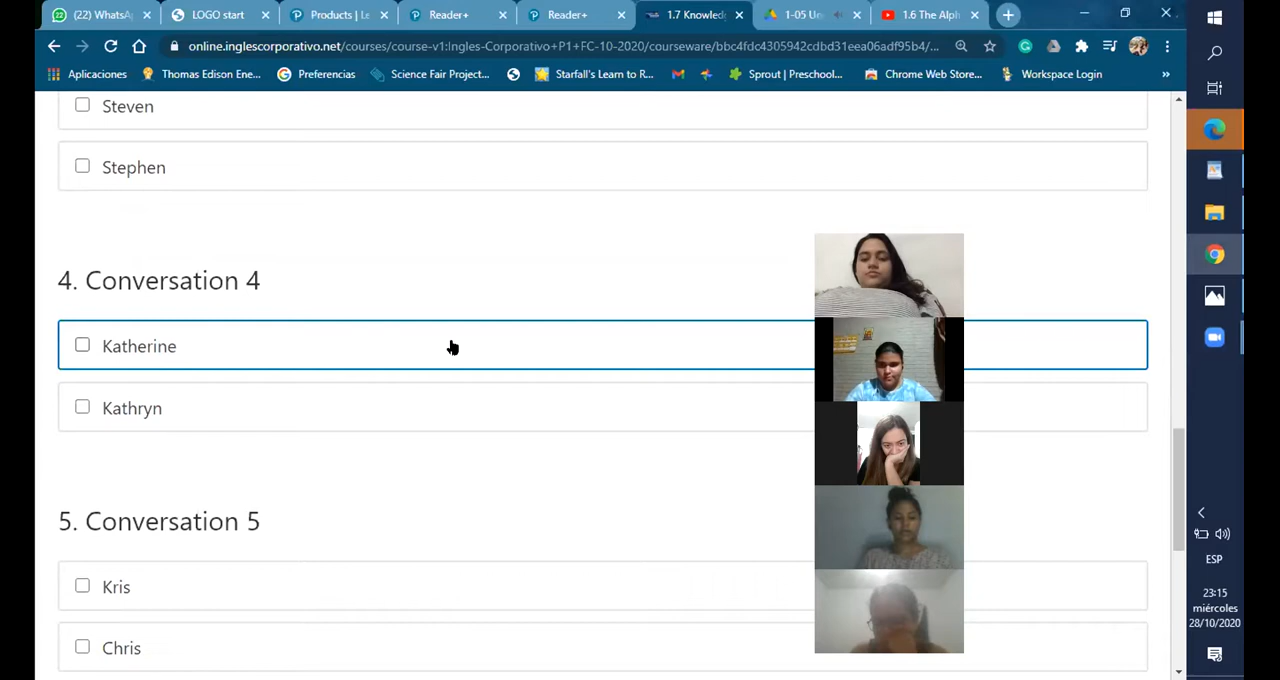 (22) WhatsA
LOGO start
Products | Le
Reader+
Reader+
1.7 Knowledg
1-05 Un
1.6 The Alph
online.inglescorporativo.net/courses/course-v1:Ingles-Corporativo+P1+FC-10-2020/courseware/bbc4fdc4305942cdbd31eea06adf95b4/...
Aplicaciones
Thomas Edison Ene...
Preferencias
Science Fair Project...
Starfall's Learn to R...
Sprout | Preschool...
Chrome Web Store...
Workspace Login
»
Steven
Stephen
4. Conversation 4
Katherine
Kathryn
5. Conversation 5
Kris
Chris
ESP
23:15
miércoles
28/10/2020